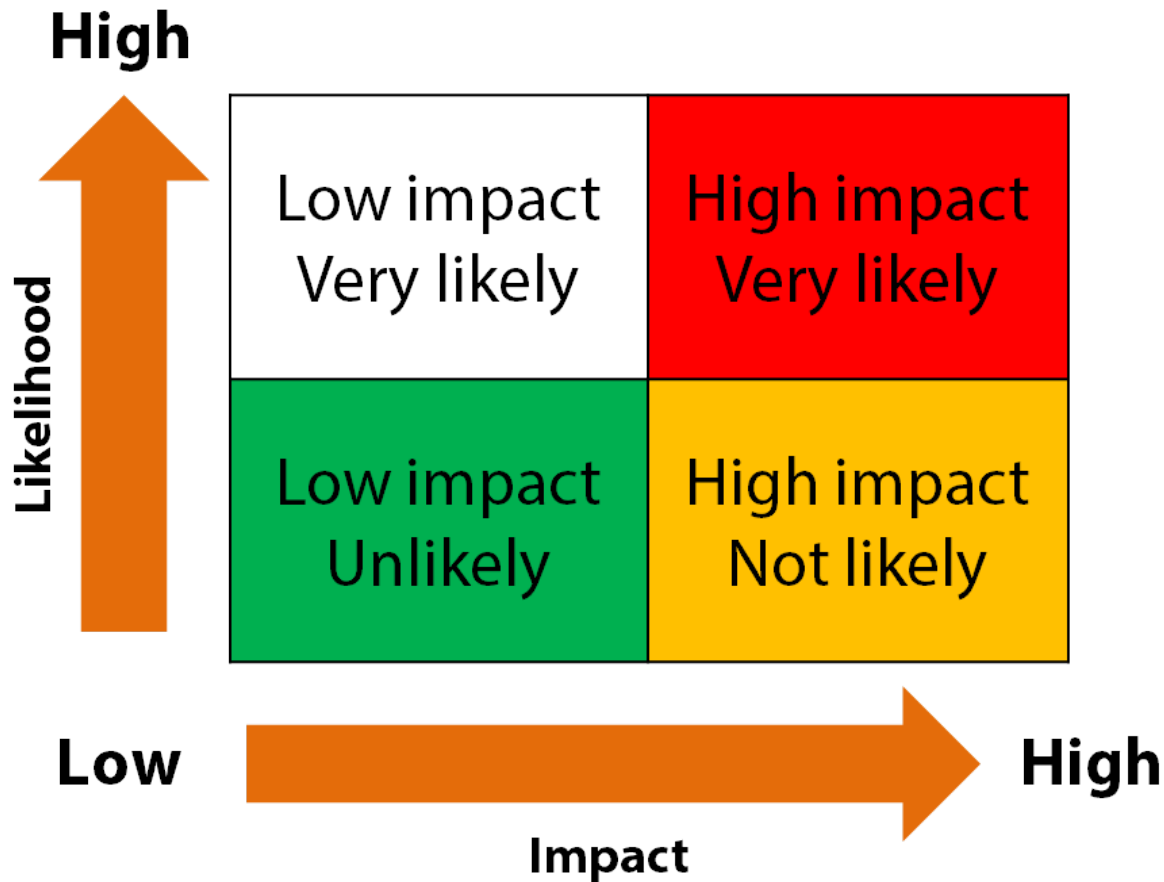 High
Low impact
Very likely
High impact
Very likely
Likelihood
Low impact
Unlikely
High impact
Not likely
Low
High
Impact